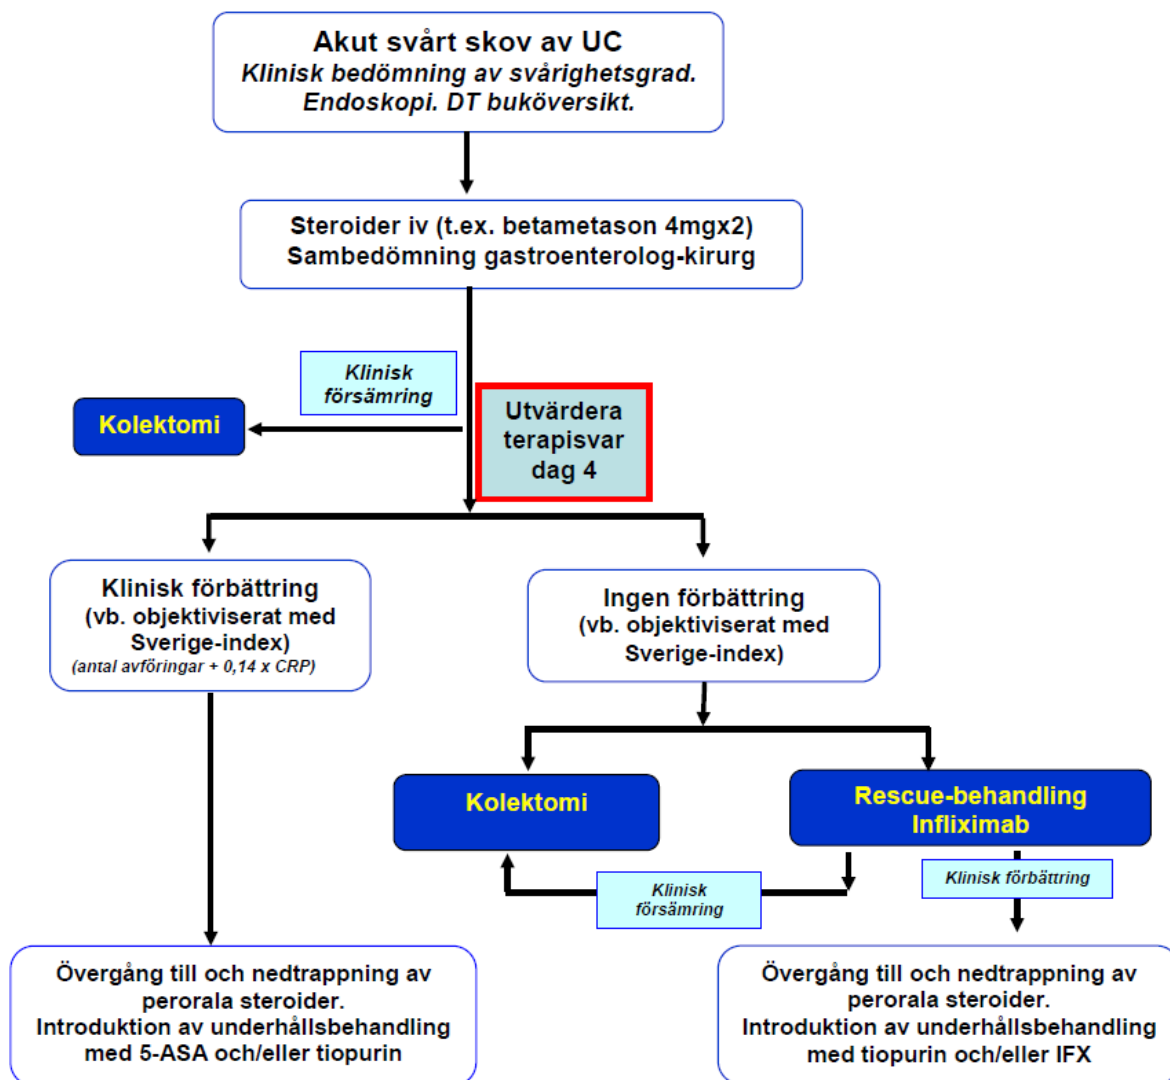 Akut svårt skov av UC
Klinisk bedömning av svårighetsgrad.
Endoskopi. DT buköversikt.
Steroider iv (t.ex. betametason 4mgx2)
Sambedömning gastroenterolog-kirurg
Klinisk
försämring
Kolektomi
Utvärdera
terapisvar
dag 4
Klinisk förbättring
(vb. objektiviserat med
Sverige-index)
(antal avföringar + 0,14 x CRP)
Ingen förbättring
(vb. objektiviserat med
Sverige-index)
Kolektomi
Rescue-behandling
Infliximab
Klinisk
försämring
Klinisk förbättring
Övergång till och nedtrappning av
perorala steroider.
Introduktion av underhållsbehandling
med 5-ASA och/eller tiopurin
Övergång till och nedtrappning av
perorala steroider.
Introduktion av underhållsbehandling
med tiopurin och/eller IFX